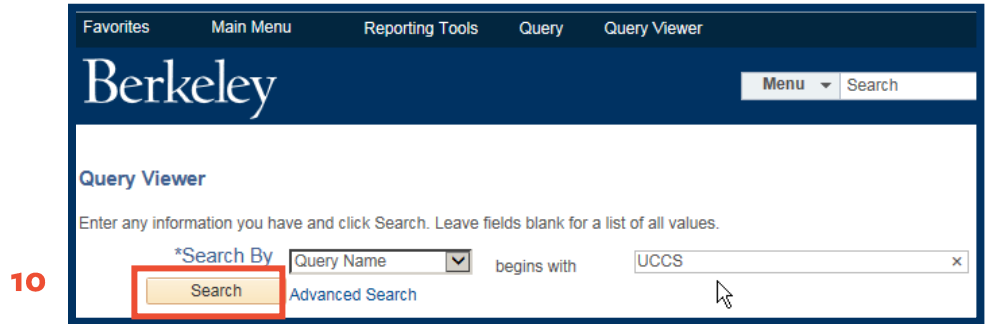 Favorites Main Menu Reporting Tools Query Query Viewer
Berkeley
Menu Search
Query Viewer
Enter any information you have and click Search. Leave fields blank for a list of all values.
*Search By Query Name begins with UCCS ×
10 Search Advanced Search